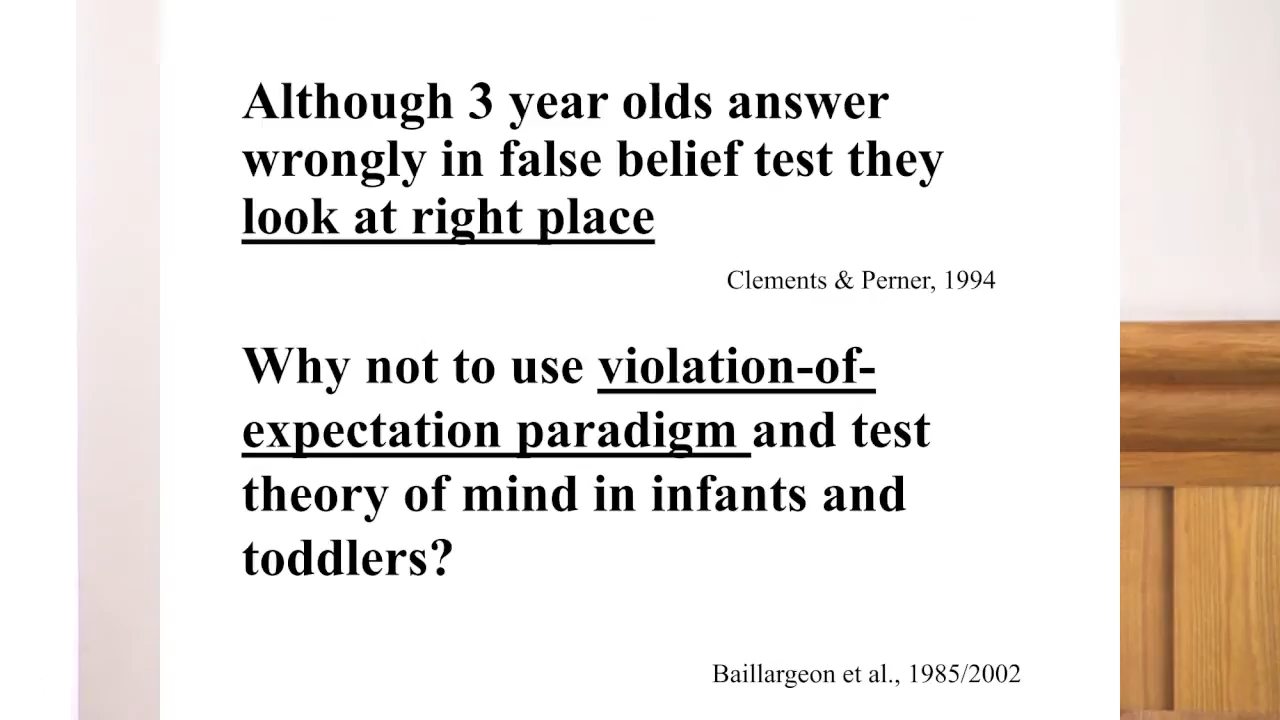 Although 3 year olds answer
wrongly in false belief test they
look at right place
Clements & Perner, 1994
Why not to use violation-of-
expectation paradigm and test
theory of mind in infants and
toddlers?
Baillargeon et al., 1985/2002